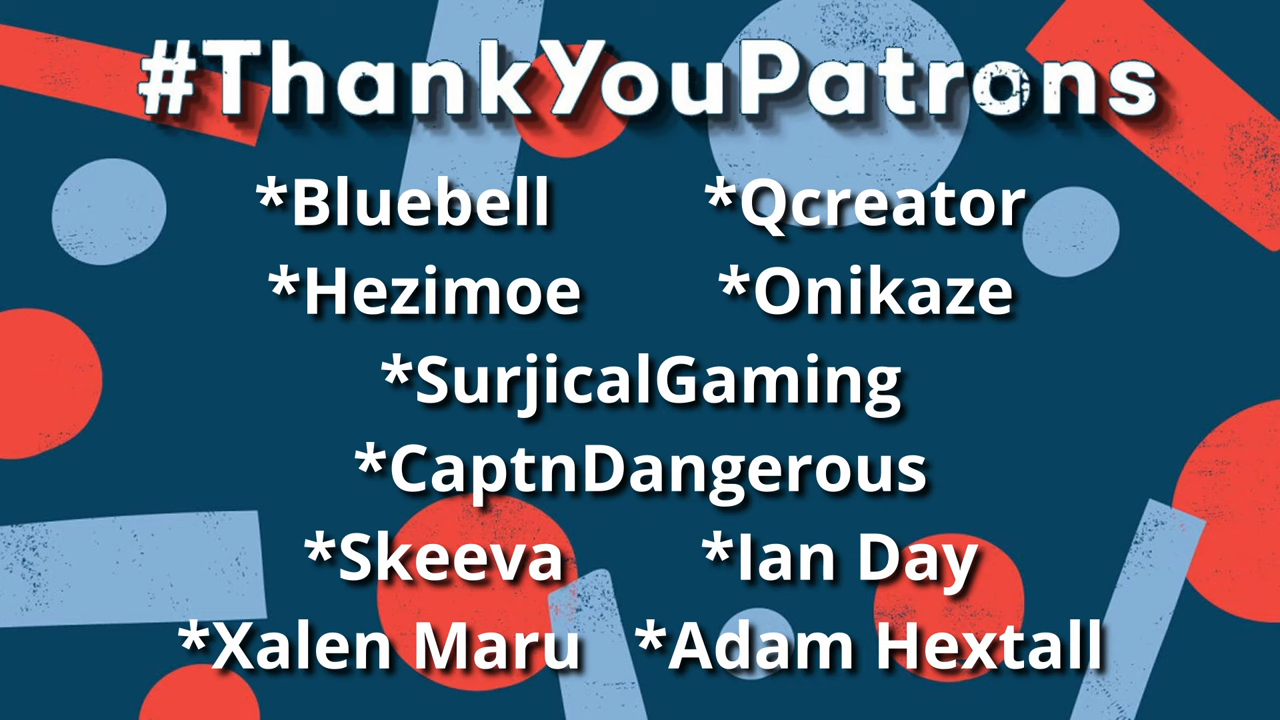 #ThankYouPatrons
*Bluebell *Qcreator
*Hezimoe *Onikaze
*SurjicalGaming
*CaptnDangerous
*Skeeva *Ian Day
*Xalen Maru *Adam Hextall